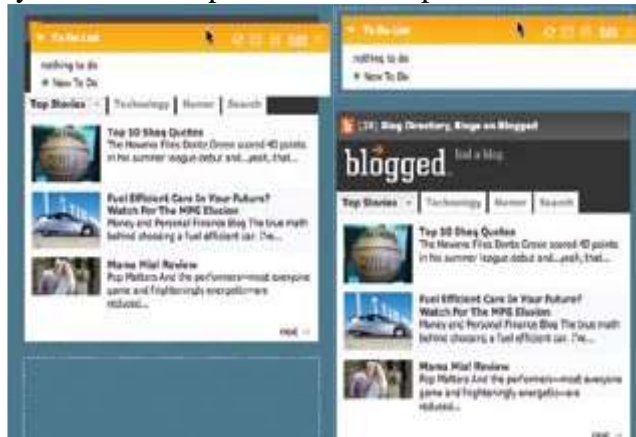 To Do List
Edit
nothing to do
New To Do
Top Stories
Technology
Humor
Search
Top 10 Shaq Quotes
The Havens Files Donte Green scored 40 points
in his summer league debut and...yeah, that...
Fuel Efficient Cars In Your Future?
Watch For The MPG Illusion
Money and Personal Finance Blog The true math
behind choosing a fuel efficient car. I've...
Mama Mia! Review
Pop Matters And the performers—most everyone
game and frighteningly energetic—are
reduced...
next
To Do List
Edit
nothing to do
New To Do
Blog Directory, Blogs on Blogged
blogged
find a blog.
Top Stories
Technology
Humor
Search
Top 10 Shaq Quotes
The Havens Files Donte Green scored 40 points
in his summer league debut and...yeah, that...
Fuel Efficient Cars In Your Future?
Watch For The MPG Illusion
Money and Personal Finance Blog The true math
behind choosing a fuel efficient car. I've...
Mama Mia! Review
Pop Matters And the performers—most everyone
game and frighteningly energetic—are
reduced...